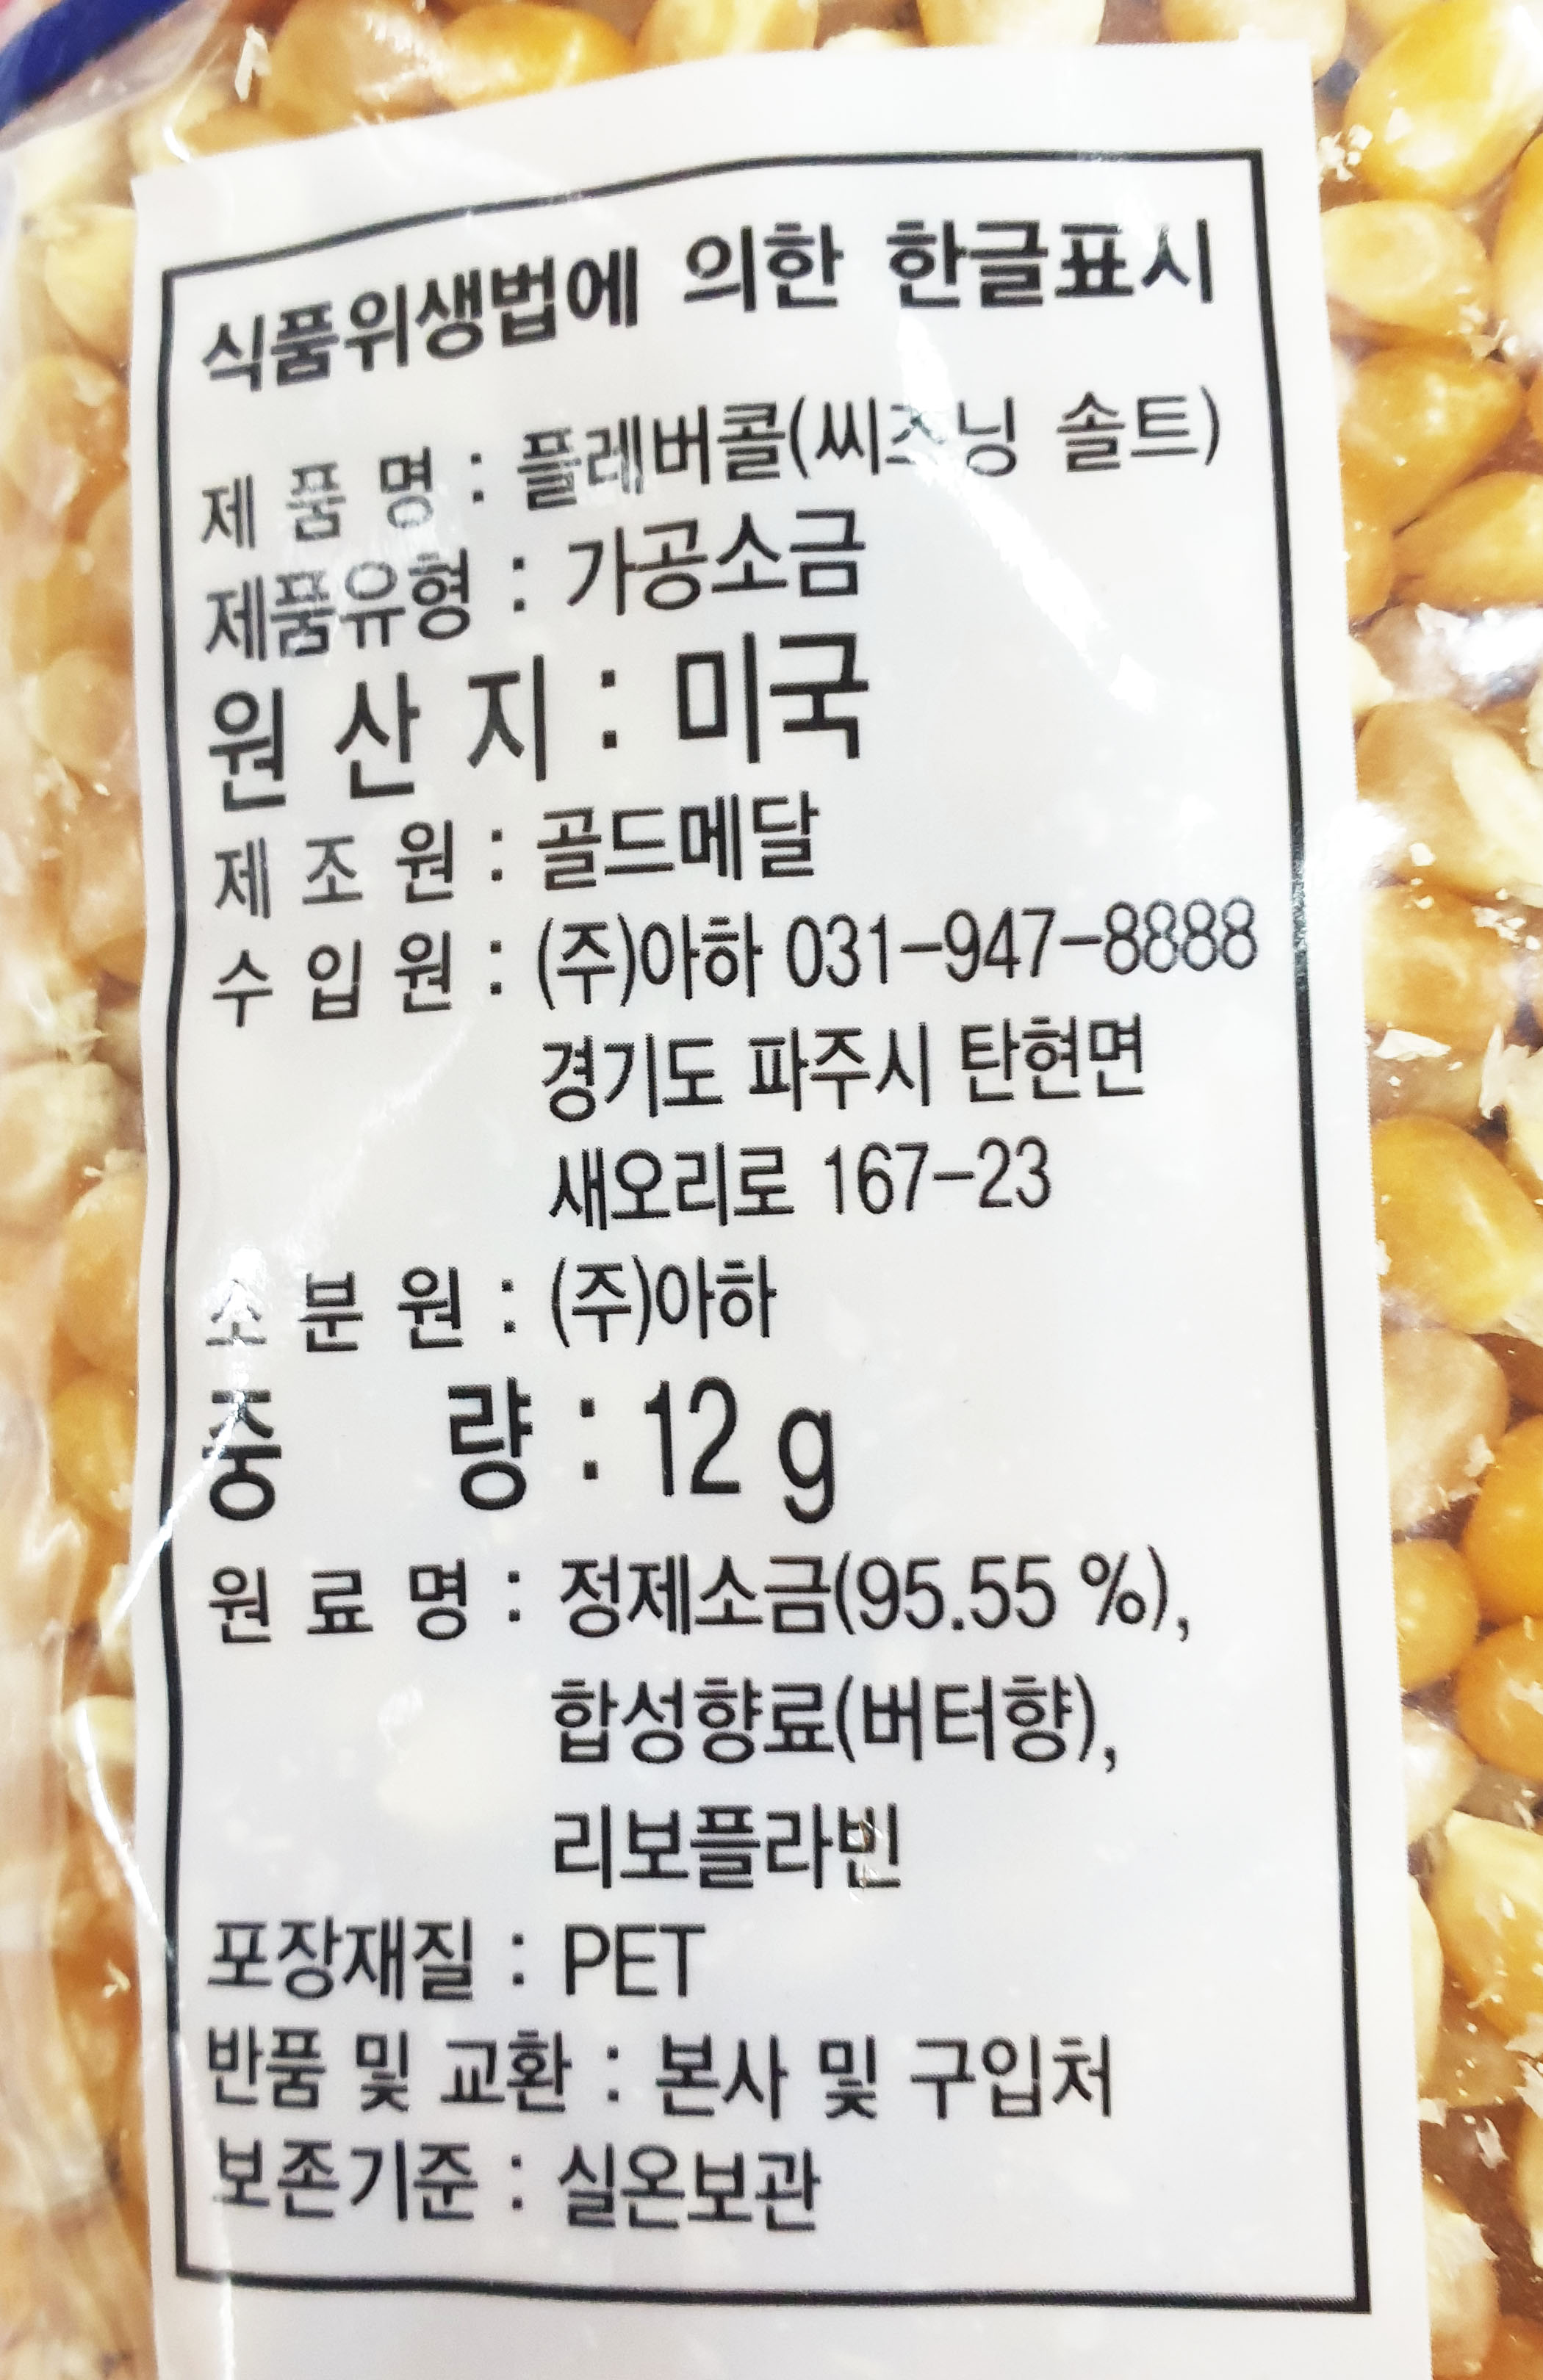 식품위생법에 의한 한글표시
제 품 명 : 플레버콜(씨즈닝 솔트)
제품유형 : 가공소금
원 산 지 : 미국
제 조 원 : 골드메달
수 입 원 : (주)아하 031-947-8888
경기도 파주시 탄현면
새오리로 167-23
소 분 원 : (주)아하
중 량 : 12 g
원 료 명 : 정제소금(95.55 %),
합성향료(버터향),
리보플라빈
포장재질 : PET
반품 및 교환 : 본사 및 구입처
보존기준 : 실온보관